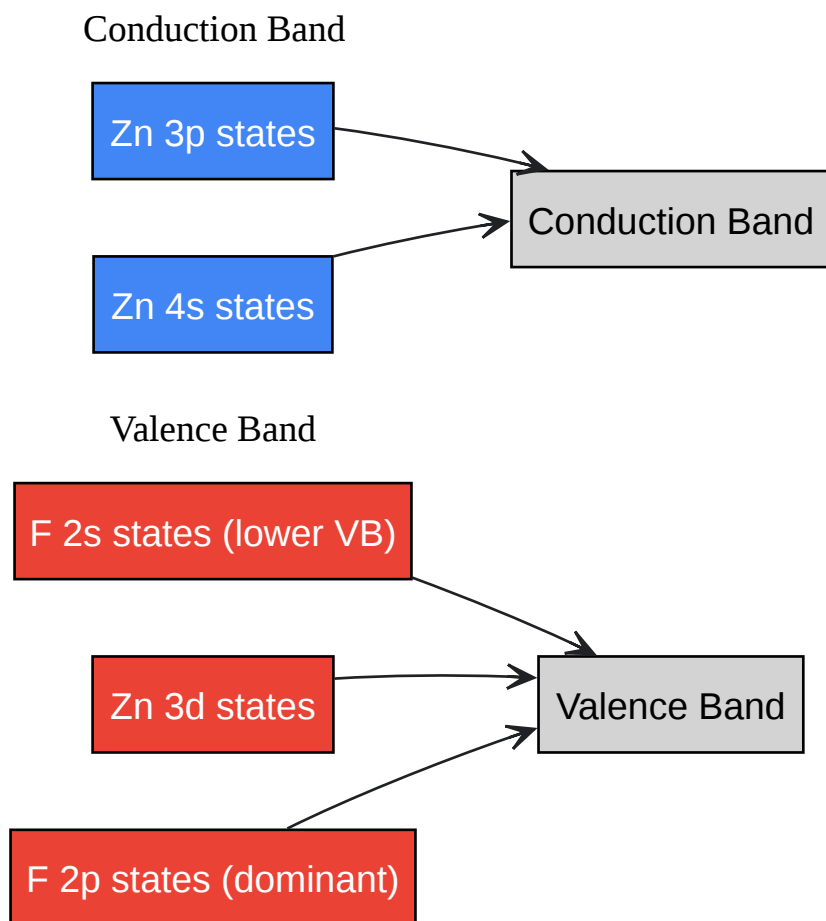 Conduction Band
Zn 3p states
Conduction Band
Zn 4s states
Valence Band
F 2s states (lower VB)
Zn 3d states
Valence Band
F 2p states (dominant)